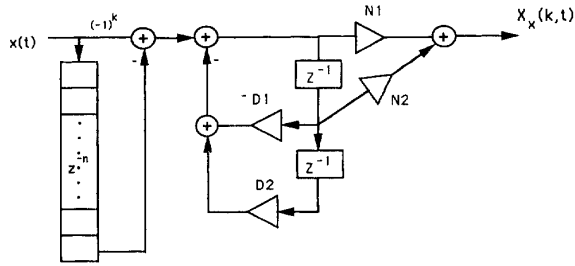 x(t)
(-1)^k
-
-
N1
X_x(k,t)
z^-1
N2
- D1
z^-n
z^-1
D2